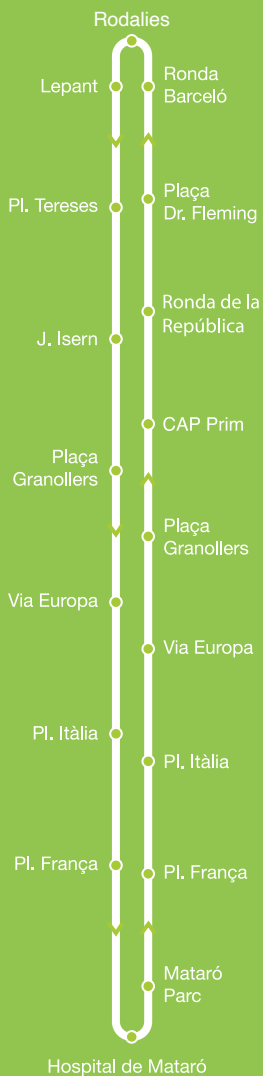 Rodalies
Lepant
Pl. Tereses
J. Isern
Plaça
Granollers
Via Europa
Pl. Itàlia
Pl. França
Ronda
Barceló
Plaça
Dr. Fleming
Ronda de la
República
CAP Prim
Plaça
Granollers
Via Europa
Pl. Itàlia
Pl. França
Mataró
Parc
Hospital de Mataró